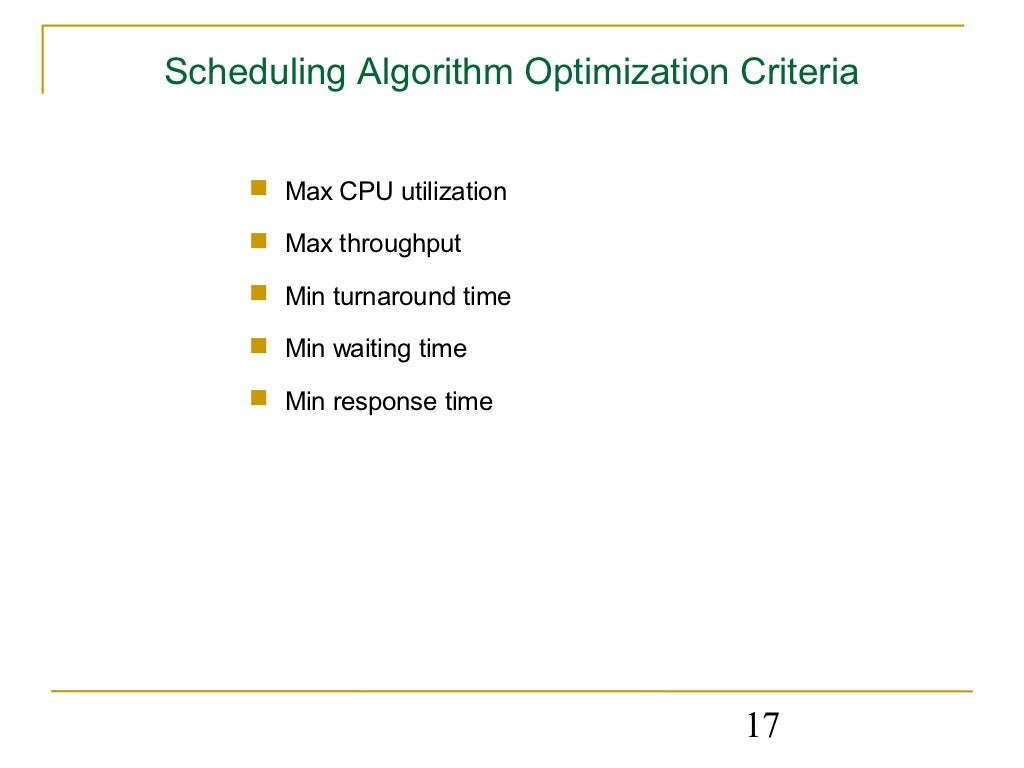 Scheduling Algorithm Optimization Criteria
Max CPU utilization
Max throughput
Min turnaround time
Min waiting time
Min response time
17